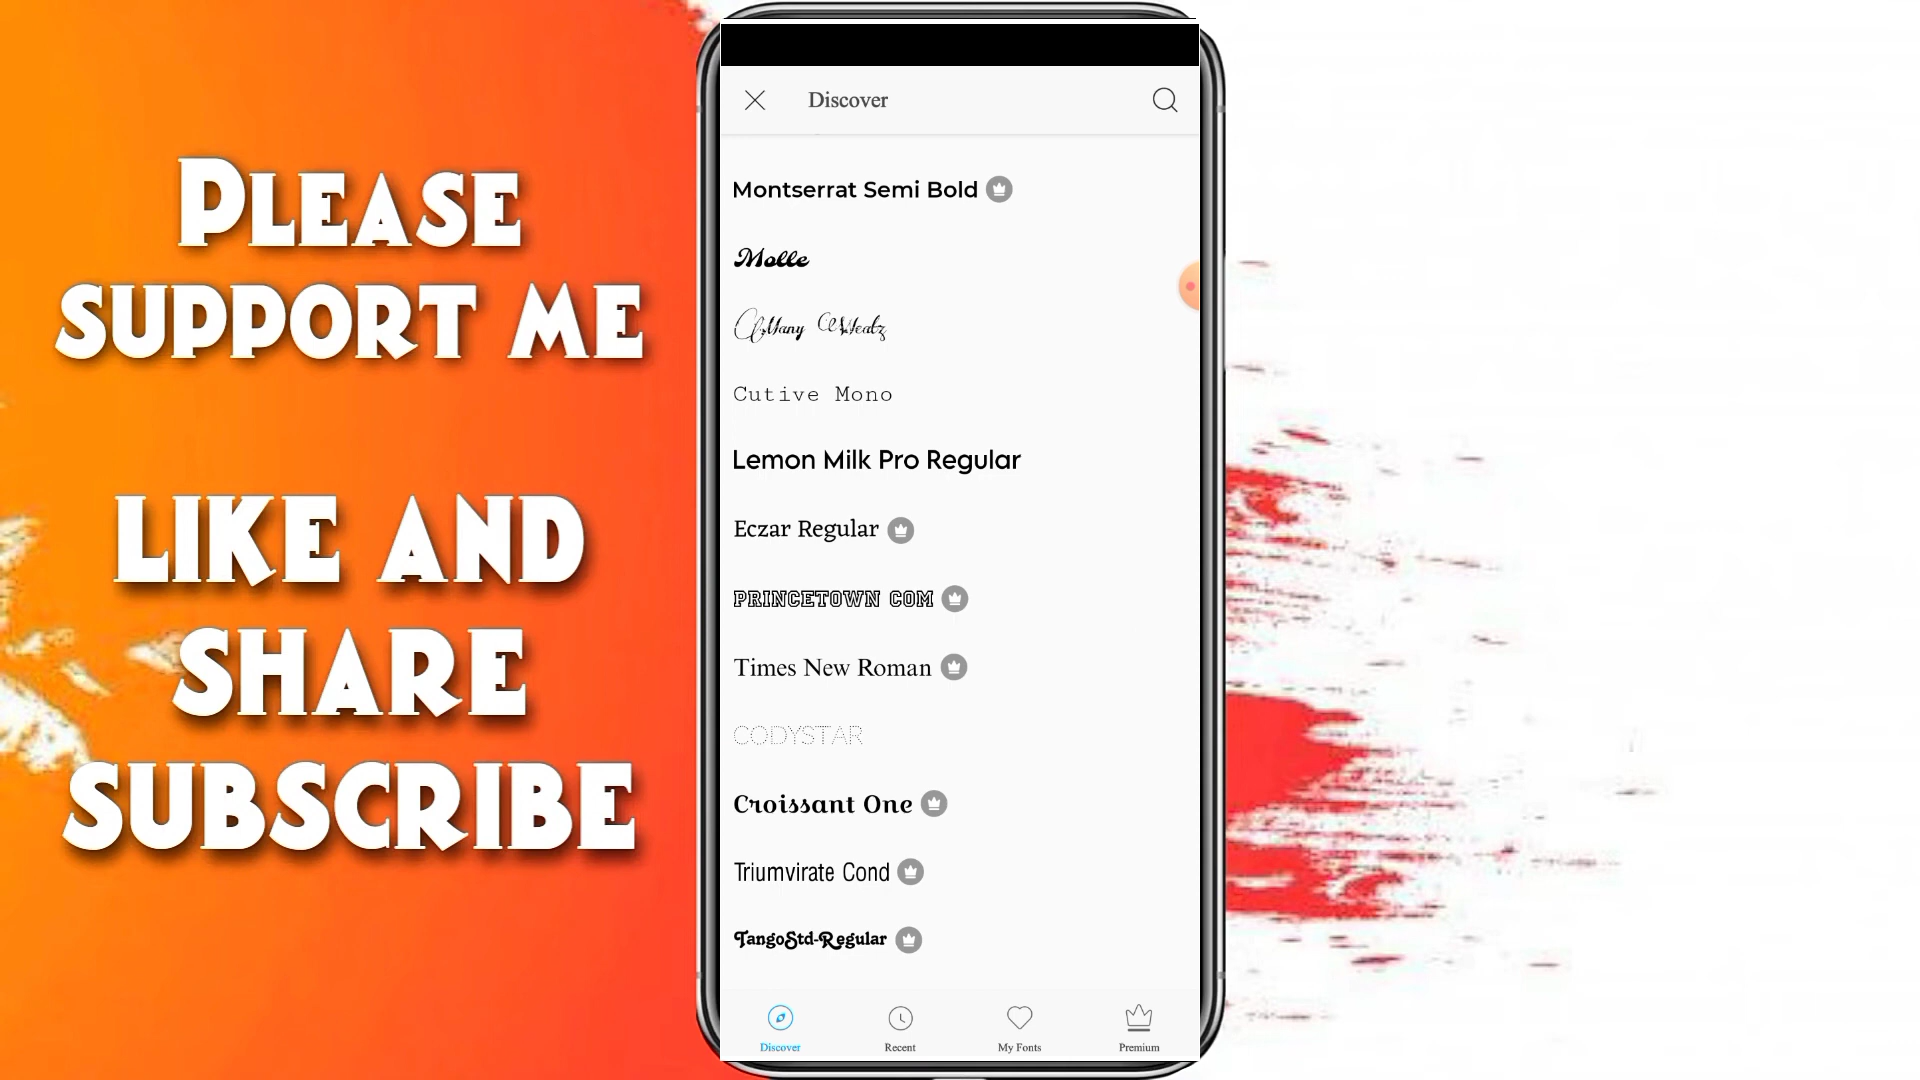 PLEASE
SUPPORT ME
LIKE AND
SHARE
SUBSCRIBE
Discover
Montserrat Semi Bold
Molle
Cutive Mono
Lemon Milk Pro Regular
Eczar Regular
PRINCETOWN COM
Times New Roman
CODYSTAR
Croissant One
Triumvirate Cond
TangoStd-Regular
Discover
Recent
My Fonts
Premium